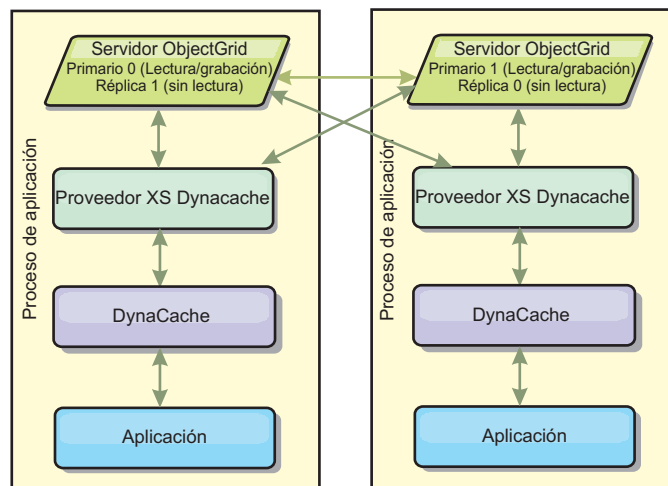 Servidor ObjectGrid
Primario 0 (Lectura/grabación)
Réplica 1 (sin lectura)
Proveedor XS Dynacache
DynaCache
Aplicación
Proceso de aplicación
Servidor ObjectGrid
Primario 1 (Lectura/grabación)
Réplica 0 (sin lectura)
Proveedor XS Dynacache
DynaCache
Aplicación
Proceso de aplicación